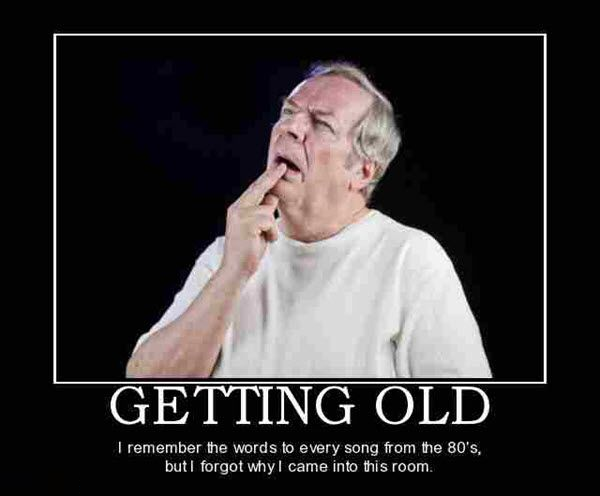 GETTING OLD
I remember the words to every song from the 80's,
but I forgot why I came into this room.